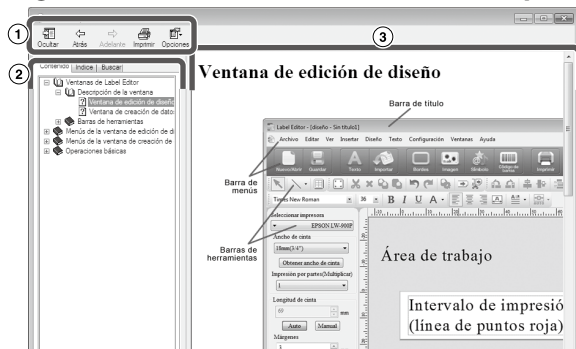 1
3
Ocultar Atrás Adelante Imprimir Opciones
2
Contenido Índice Buscar
Ventanas de Label Editor
Descripción de la ventana
Ventana de edición de diseño
Ventana de creación de datos
Barras de herramientas
Menús de la ventana de edición de di
Menús de la ventana de creación de
Operaciones básicas
Ventana de edición de diseño
Barra de título
Label Editor - [diseño - Sin título1]
Archivo Editar Ver Insertar Diseño Texto Configuración Ventanas Ayuda
Nuevo/Abrir Guardar Texto Importar Bordes Imagen Símbolo Código de barras Imprimir
Barra de
menús
Times New Roman 36 B I U A
Seleccionar impresora
EPSON LW-900P
Ancho de cinta
18mm(3/4")
Obtener ancho de cinta
Impresión por partes(Multiplicar)
1
Longitud de cinta
60 mm
Auto Manual
Márgenes
Barras de
herramientas
Área de trabajo
Intervalo de impresió
(línea de puntos roja)